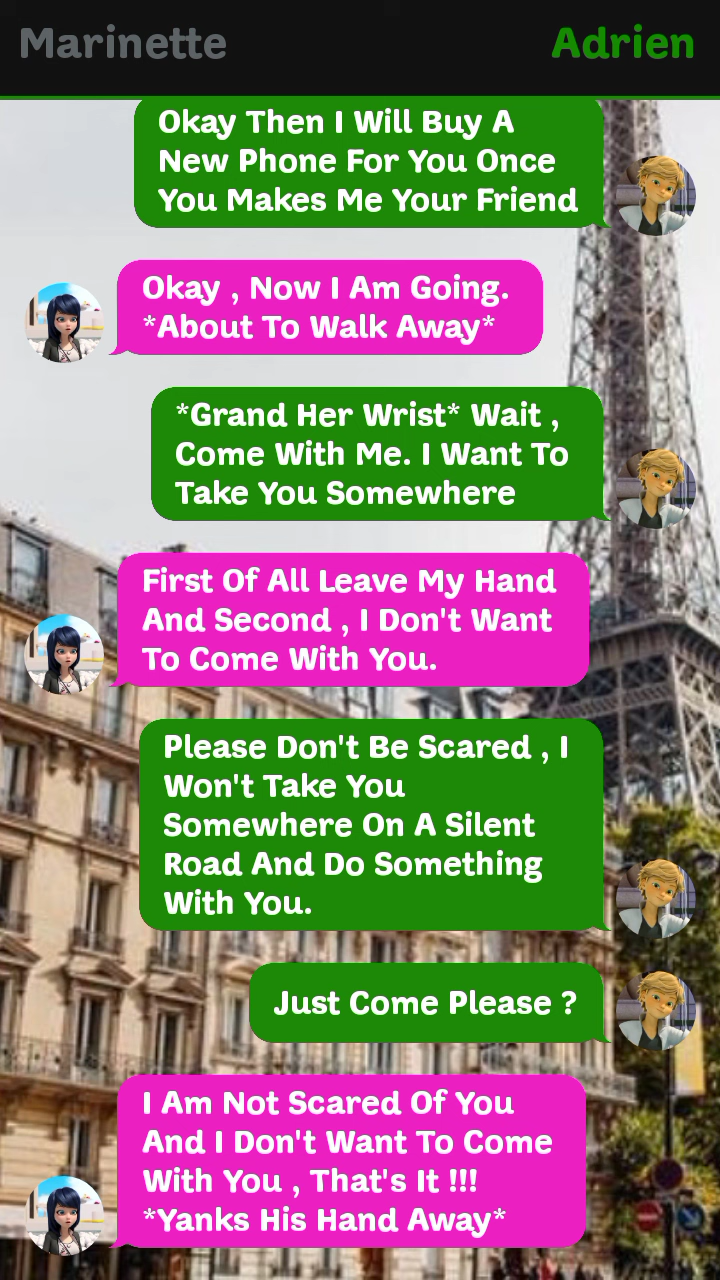 Marinette
Adrien
Okay Then I Will Buy A
New Phone For You Once
You Makes Me Your Friend
Okay , Now I Am Going.
*About To Walk Away*
*Grand Her Wrist* Wait ,
Come With Me. I Want To
Take You Somewhere
First Of All Leave My Hand
And Second , I Don't Want
To Come With You.
Please Don't Be Scared , I
Won't Take You
Somewhere On A Silent
Road And Do Something
With You.
Just Come Please ?
I Am Not Scared Of You
And I Don't Want To Come
With You , That's It !!!
*Yanks His Hand Away*